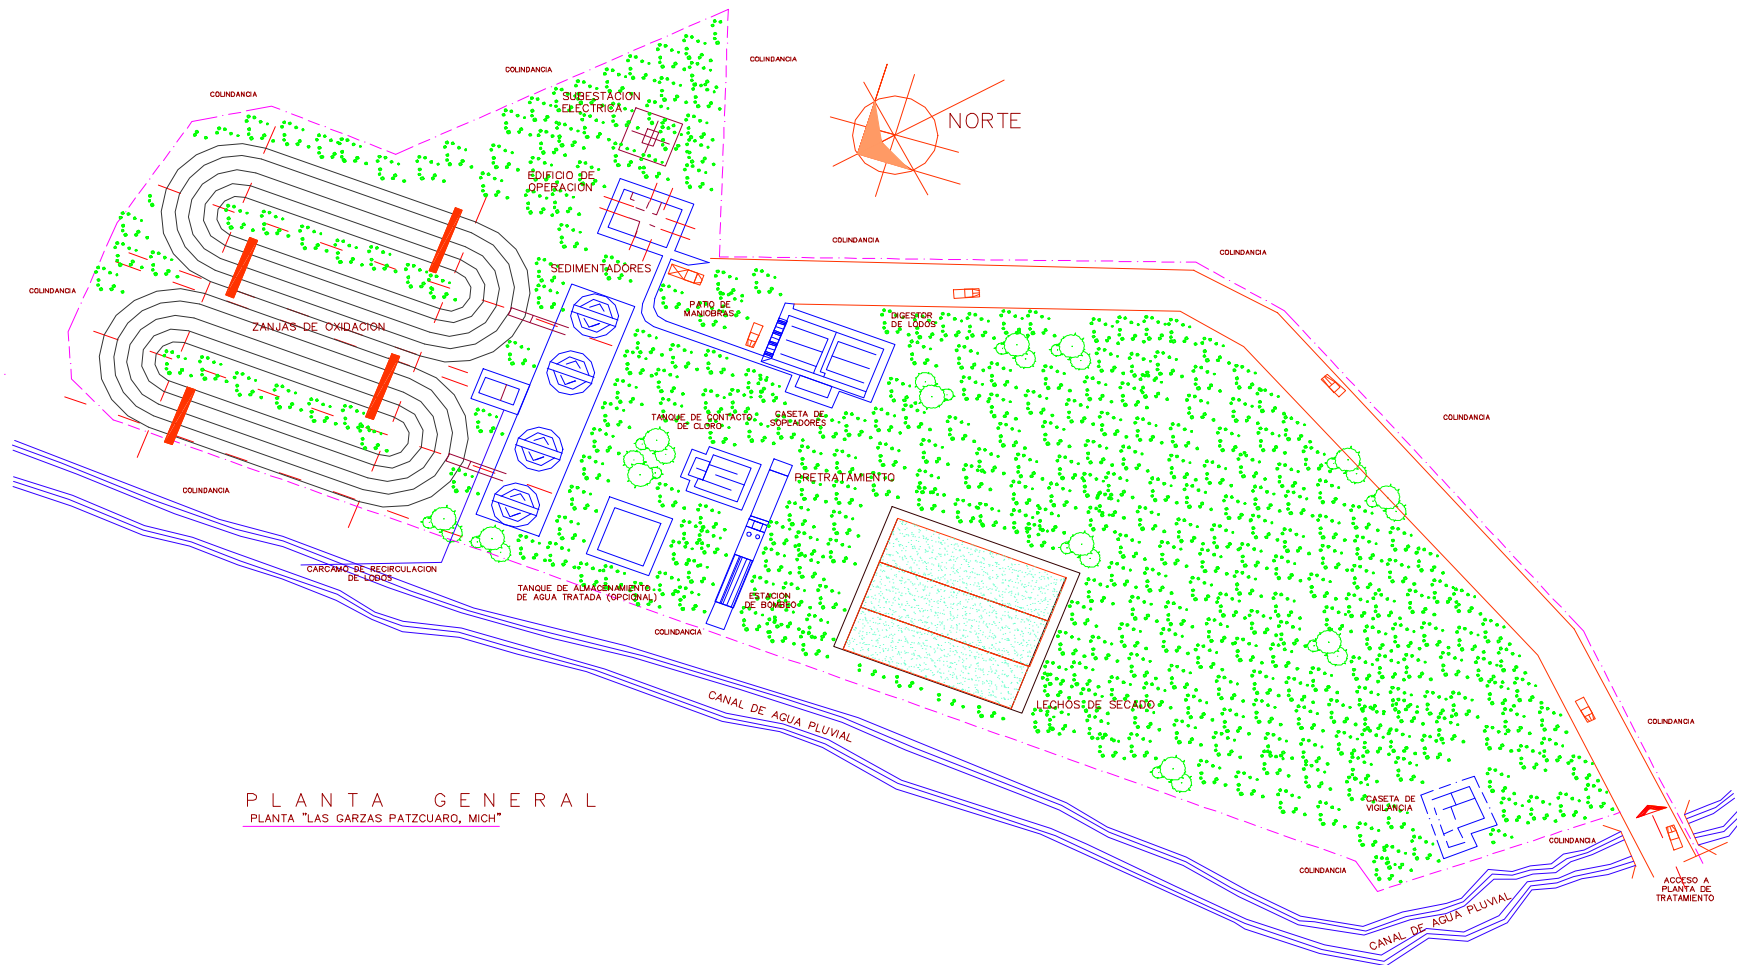 COLINDANCIA
COLINDANCIA
COLINDANCIA
SUBESTACION
ELECTRICA
NORTE
EDIFICIO DE
OPERACION
COLINDANCIA
COLINDANCIA
SEDIMENTADORES
COLINDANCIA
PATIO DE
MANIOBRAS
DIGESTOR
DE LODOS
ZANJAS DE OXIDACION
TANQUE DE CONTACTO
DE CLORO
CASETA DE
SOPLADORES
COLINDANCIA
PRETRATAMIENTO
COLINDANCIA
CARCAMO DE RECIRCULACION
DE LODOS
TANQUE DE ALMACENAMIENTO
DE AGUA TRATADA (OPCIONAL)
ESTACION
DE BOMBEO
COLINDANCIA
CANAL DE AGUA PLUVIAL
LECHOS DE SECADO
COLINDANCIA
PLANTA GENERAL
PLANTA "LAS GARZAS PATZCUARO, MICH"
CASETA DE
VIGILANCIA
COLINDANCIA
COLINDANCIA
ACCESO A
PLANTA DE
TRATAMIENTO
CANAL DE AGUA PLUVIAL